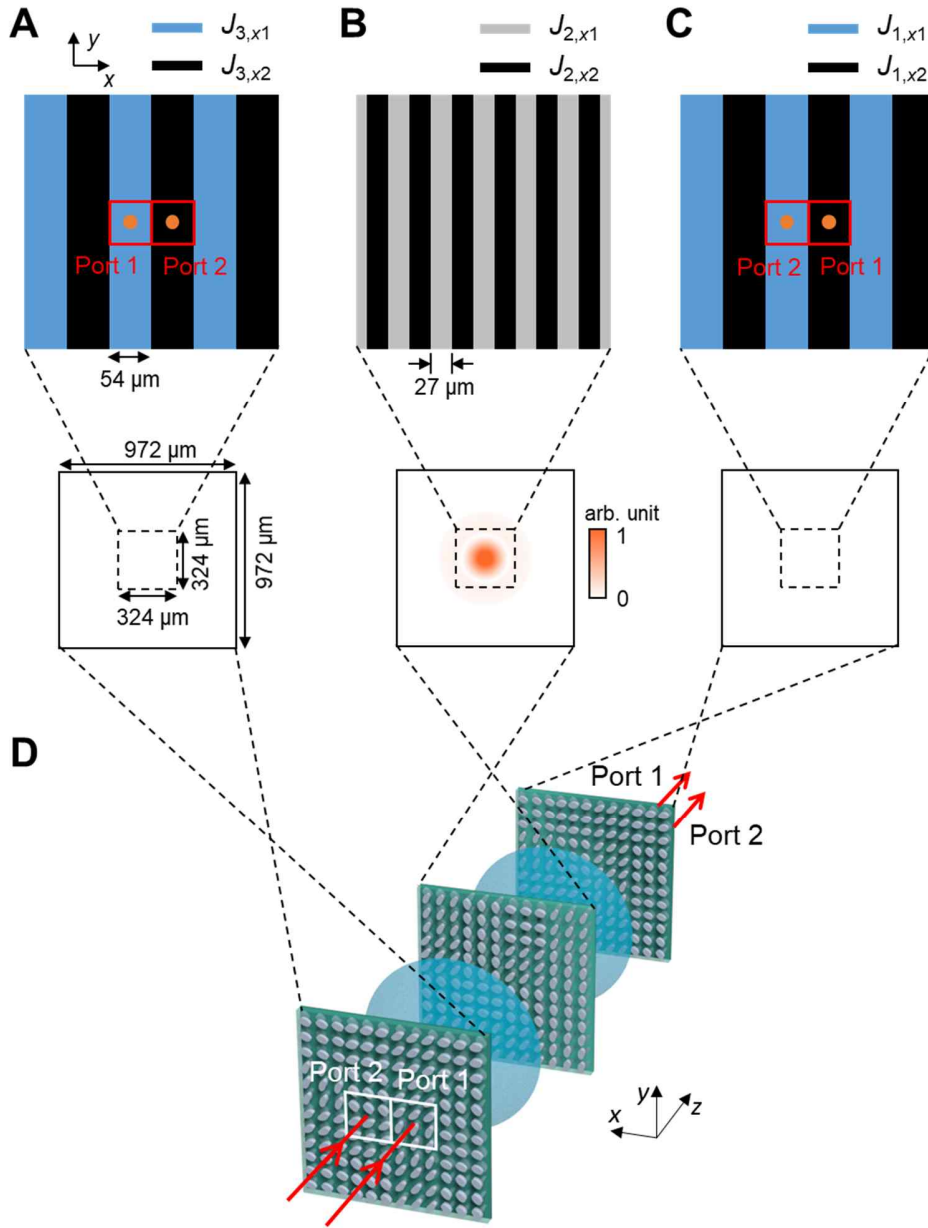 A
y
x
J3,x1
J3,x2
Port 1
Port 2
54 µm
B
J2,x1
J2,x2
27 µm
C
J1,x1
J1,x2
Port 2
Port 1
972 µm
324 µm
324 µm
972 µm
arb. unit
1
0
D
Port 1
Port 2
Port 2
Port 1
x
y
z